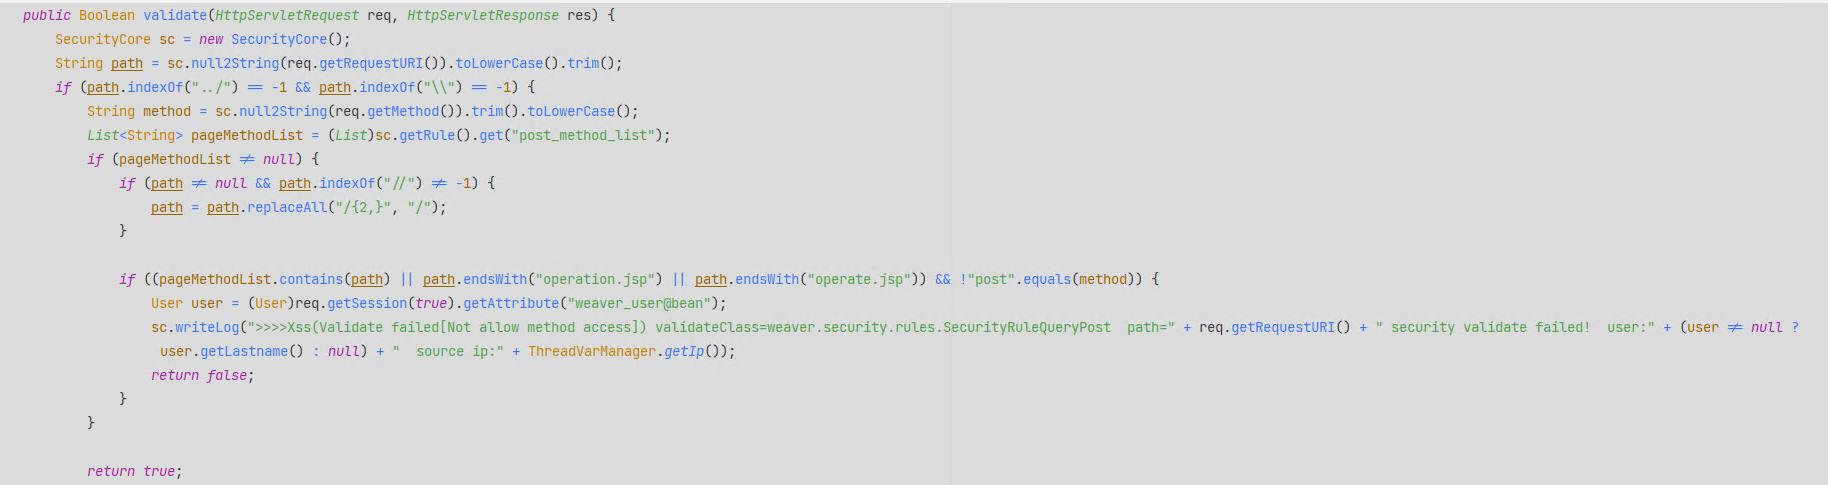 public Boolean validate(HttpServletRequest req, HttpServletResponse res) {
    SecurityCore sc = new SecurityCore();
    String path = sc.null2String(req.getRequestURI()).toLowerCase().trim();
    if (path.indexOf("../") == -1 && path.indexOf("\\") == -1) {
        String method = sc.null2String(req.getMethod()).trim().toLowerCase();
        List<String> pageMethodList = (List)sc.getRule().get("post_method_list");
        if (pageMethodList ≠ null) {
            if (path ≠ null && path.indexOf("//") ≠ -1) {
                path = path.replaceAll("/{2,}", "/");
            }
            if ((pageMethodList.contains(path) || path.endsWith("operation.jsp") || path.endsWith("operate.jsp")) && !"post".equals(method)) {
                User user = (User)req.getSession(true).getAttribute("weaver_user@bean");
                sc.writeLog(">>>>Xss(Validate failed[Not allow method access]) validateClass=weaver.security.rules.SecurityRuleQueryPost  path=" + req.getRequestURI() + " security validate failed!  user:" + (user ≠ null ?
                 user.getLastname() : null) + "  source ip:" + ThreadVarManager.getIp());
                return false;
            }
        }
        return true;